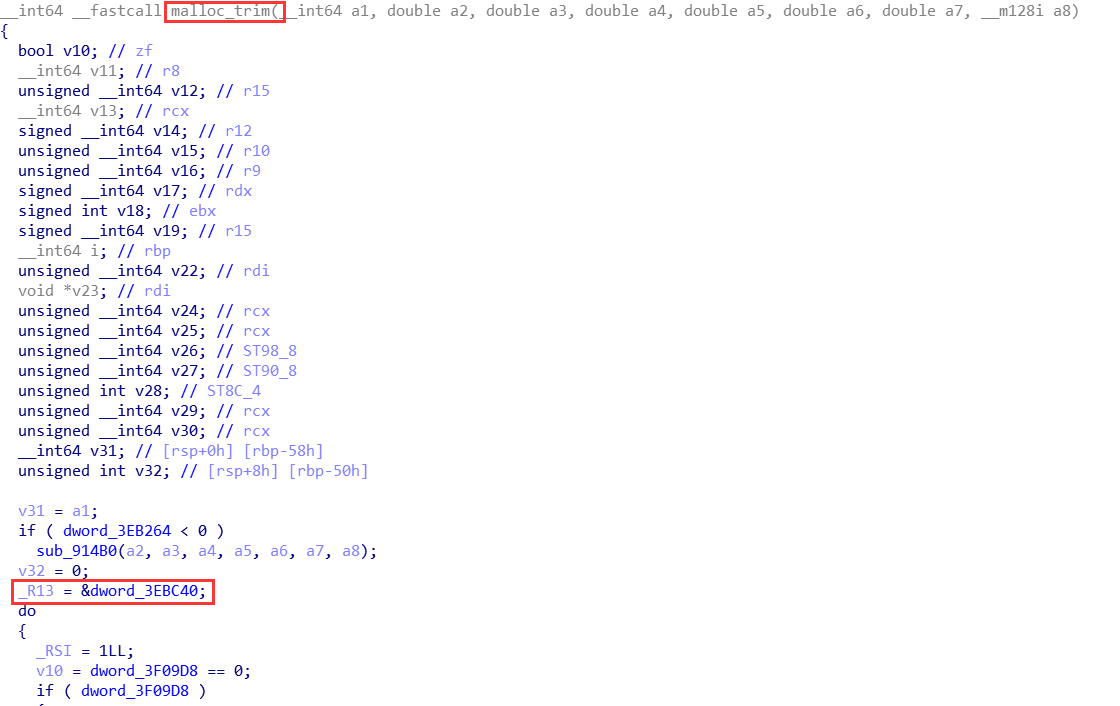 __int64 __fastcall malloc_trim(__int64 a1, double a2, double a3, double a4, double a5, double a6, double a7, __m128i a8)
{
bool v10; // zf
__int64 v11; // r8
unsigned __int64 v12; // r15
__int64 v13; // rcx
signed __int64 v14; // r12
unsigned __int64 v15; // r10
unsigned __int64 v16; // r9
signed __int64 v17; // rdx
signed int v18; // ebx
signed __int64 v19; // r15
__int64 i; // rbp
unsigned __int64 v22; // rdi
void *v23; // rdi
unsigned __int64 v24; // rcx
unsigned __int64 v25; // rcx
unsigned __int64 v26; // ST98_8
unsigned __int64 v27; // ST90_8
unsigned int v28; // ST8C_4
unsigned __int64 v29; // rcx
unsigned __int64 v30; // rcx
__int64 v31; // [rsp+0h] [rbp-58h]
unsigned int v32; // [rsp+8h] [rbp-50h]
v31 = a1;
if ( dword_3EB264 < 0 )
sub_914B0(a2, a3, a4, a5, a6, a7, a8);
v32 = 0;
_R13 = &dword_3EBC40;
do
{
_RSI = 1LL;
v10 = dword_3F09D8 == 0;
if ( dword_3F09D8 )